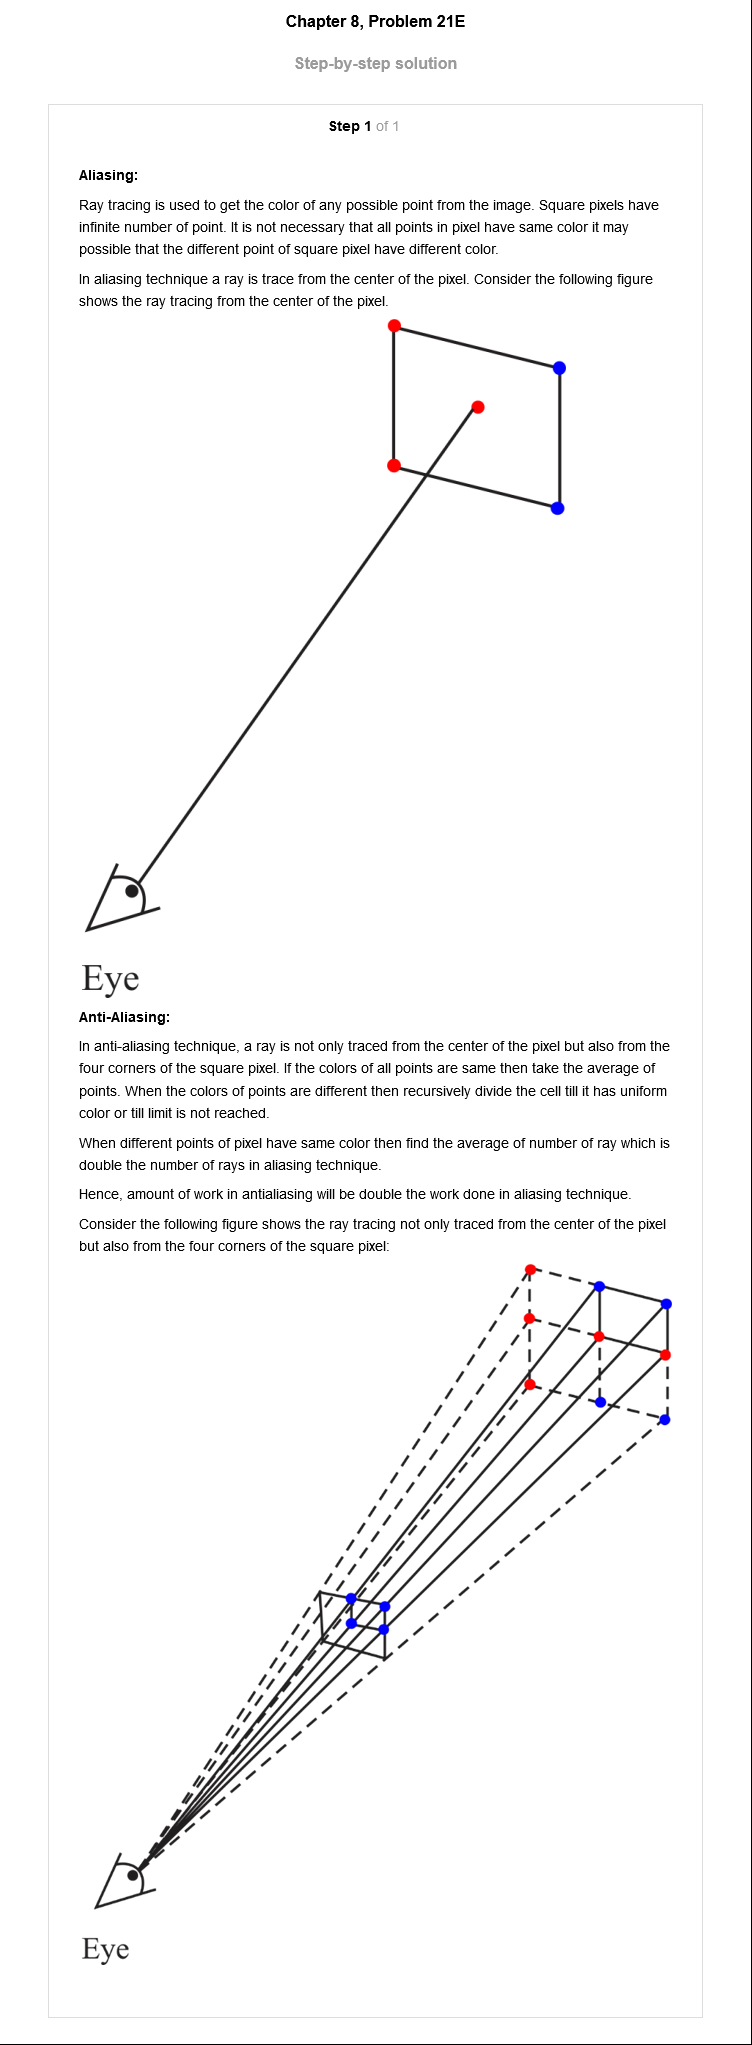 Chapter 8, Problem 21E
Step-by-step solution
Step 1 of 1
Aliasing:
Ray tracing is used to get the color of any possible point from the image. Square pixels have
infinite number of point. It is not necessary that all points in pixel have same color it may
possible that the different point of square pixel have different color.
In aliasing technique a ray is trace from the center of the pixel. Consider the following figure
shows the ray tracing from the center of the pixel.
Eye
Anti-Aliasing:
In anti-aliasing technique, a ray is not only traced from the center of the pixel but also from the
four corners of the square pixel. If the colors of all points are same then take the average of
points. When the colors of points are different then recursively divide the cell till it has uniform
color or till limit is not reached.
When different points of pixel have same color then find the average of number of ray which is
double the number of rays in aliasing technique.
Hence, amount of work in antialiasing will be double the work done in aliasing technique.
Consider the following figure shows the ray tracing not only traced from the center of the pixel
but also from the four corners of the square pixel:
Eye